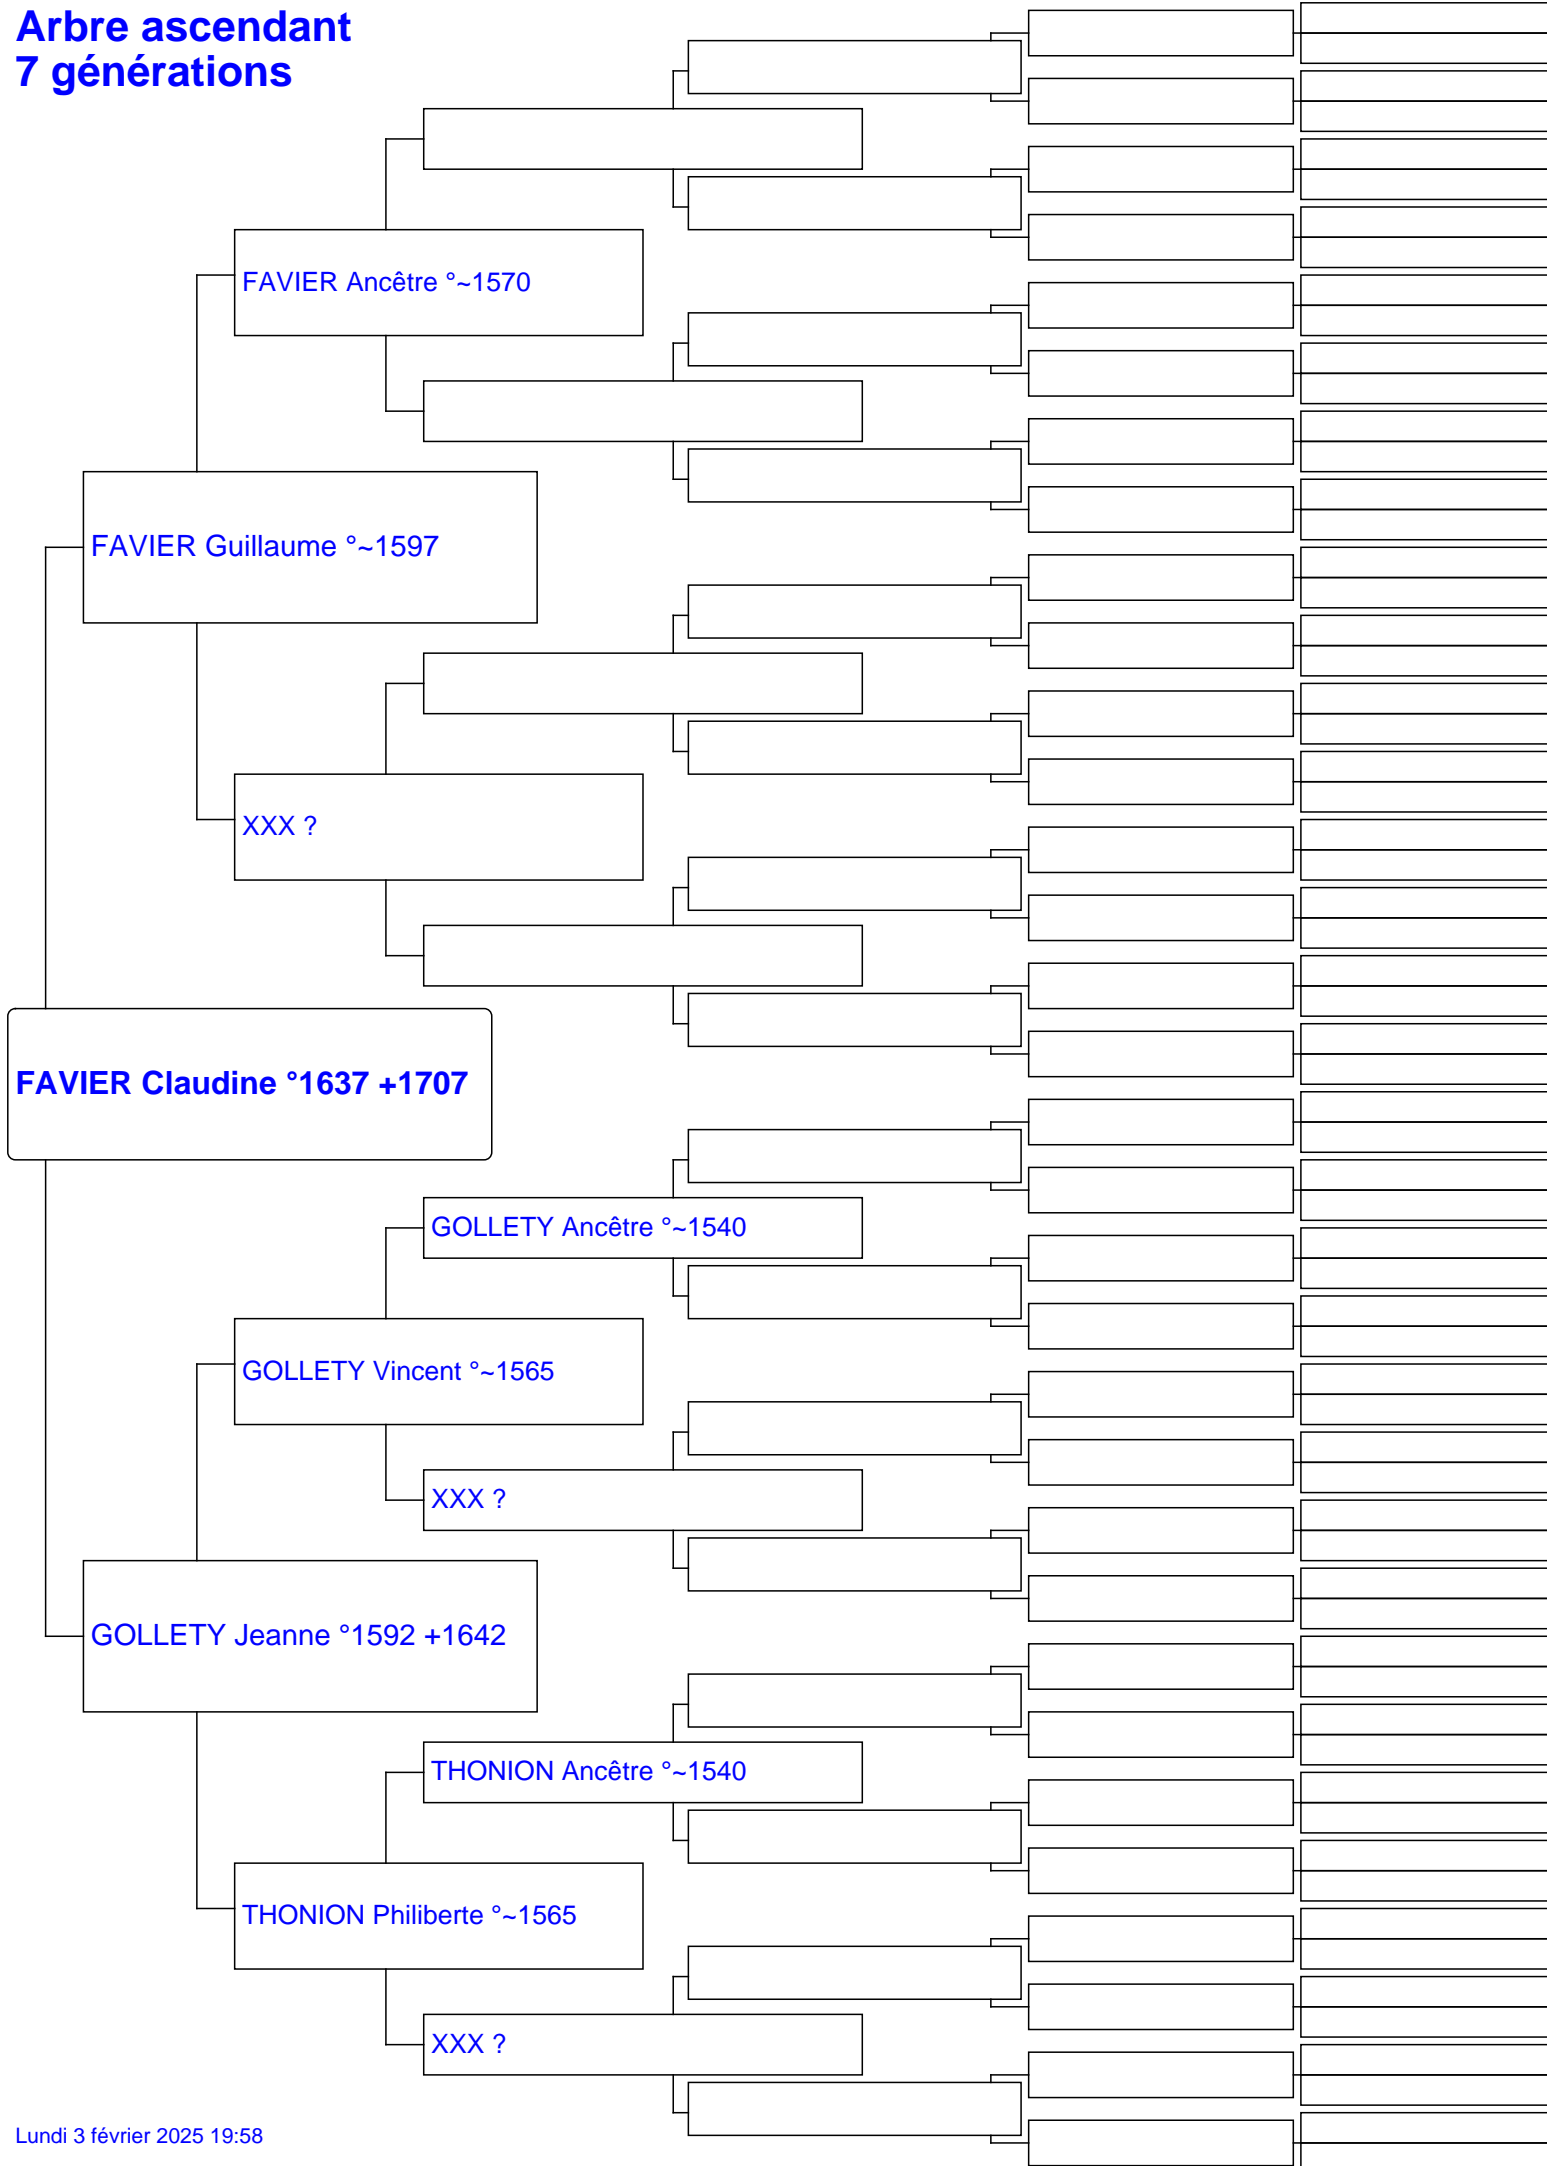 Arbre ascendant
7 générations
FAVIER Ancêtre °~1570
FAVIER Guillaume °~1597
XXX ?
FAVIER Claudine °1637 +1707
GOLLETY Ancêtre °~1540
GOLLETY Vincent °~1565
XXX ?
GOLLETY Jeanne °1592 +1642
THONION Ancêtre °~1540
THONION Philiberte °~1565
XXX ?
Lundi 3 février 2025 19:58